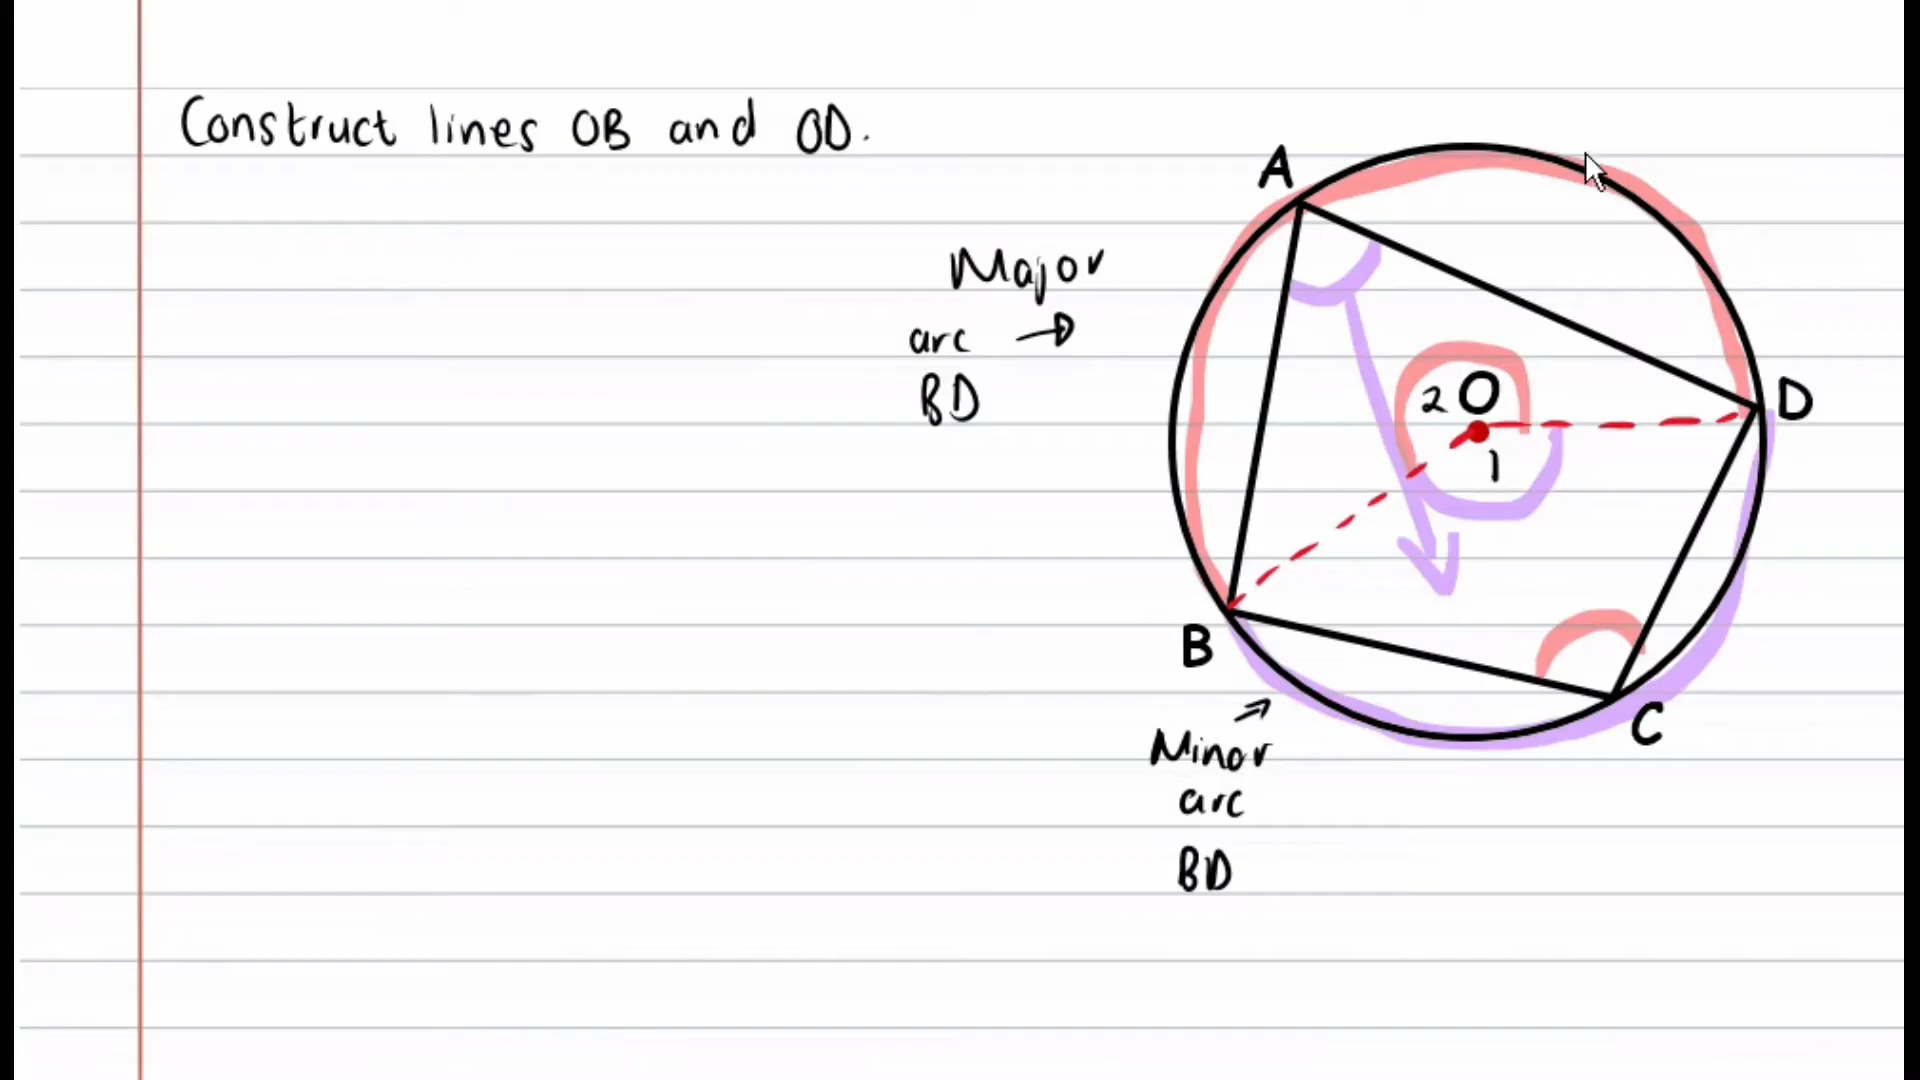 Construct lines OB and OD.
A
Major
arc →
BD
2 O
D
1
B
C
Minor
arc
BD